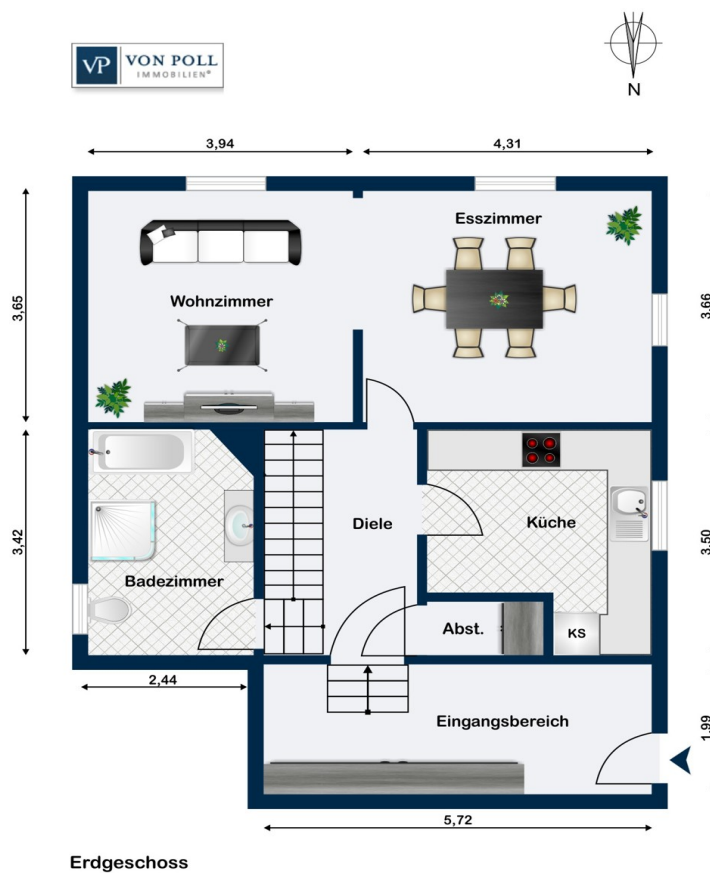 VP
VON POLL
IMMOBILIEN®
N
3,94
4,31
3,65
3,66
Esszimmer
Wohnzimmer
3,42
3,50
Diele
Küche
Badezimmer
Abst.
KS
2,44
Eingangsbereich
1,99
5,72
Erdgeschoss